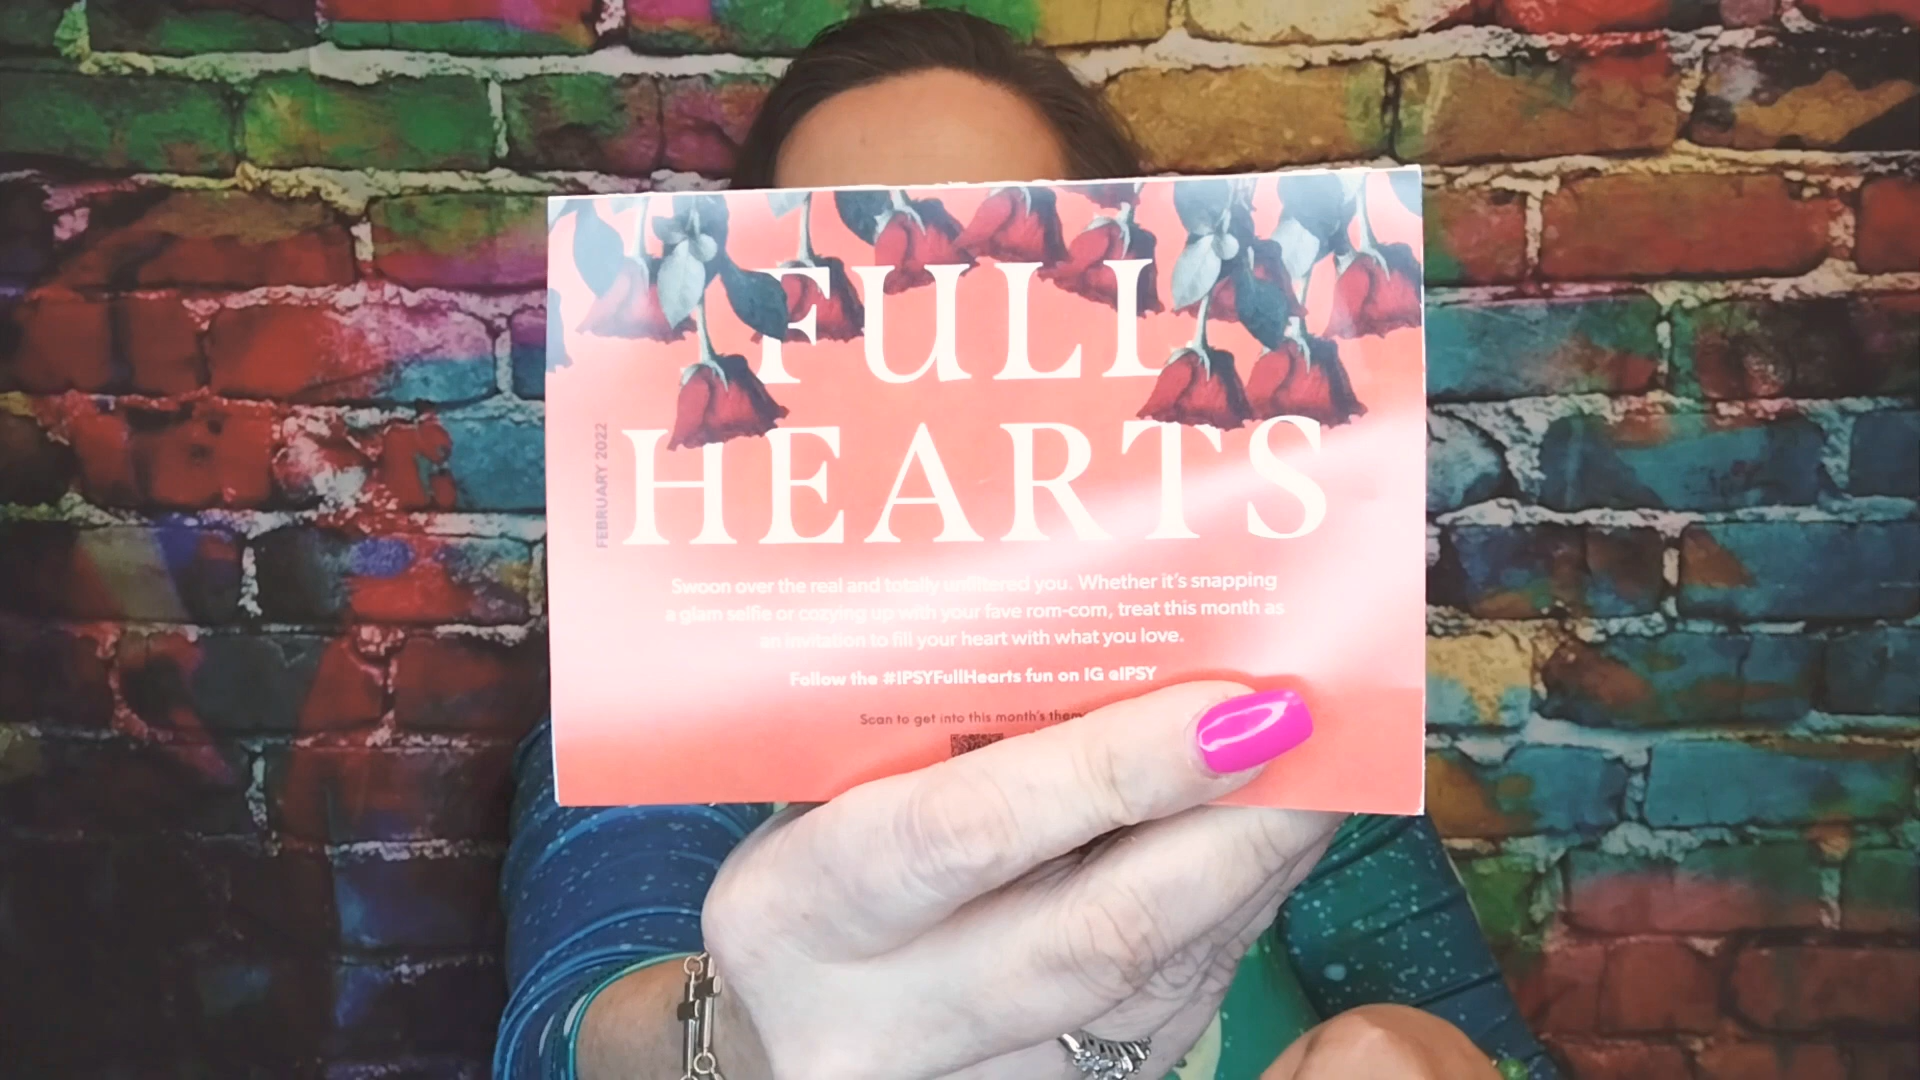 FULL
HEARTS
FEBRUARY 2022
Swoon over the real and totally unfiltered you. Whether it's snapping
a glam selfie or cozying up with your fave rom-com, treat this month as
an invitation to fill your heart with what you love.
Follow the #IPSYFullHearts fun on IG @IPSY
Scan to get into this month's